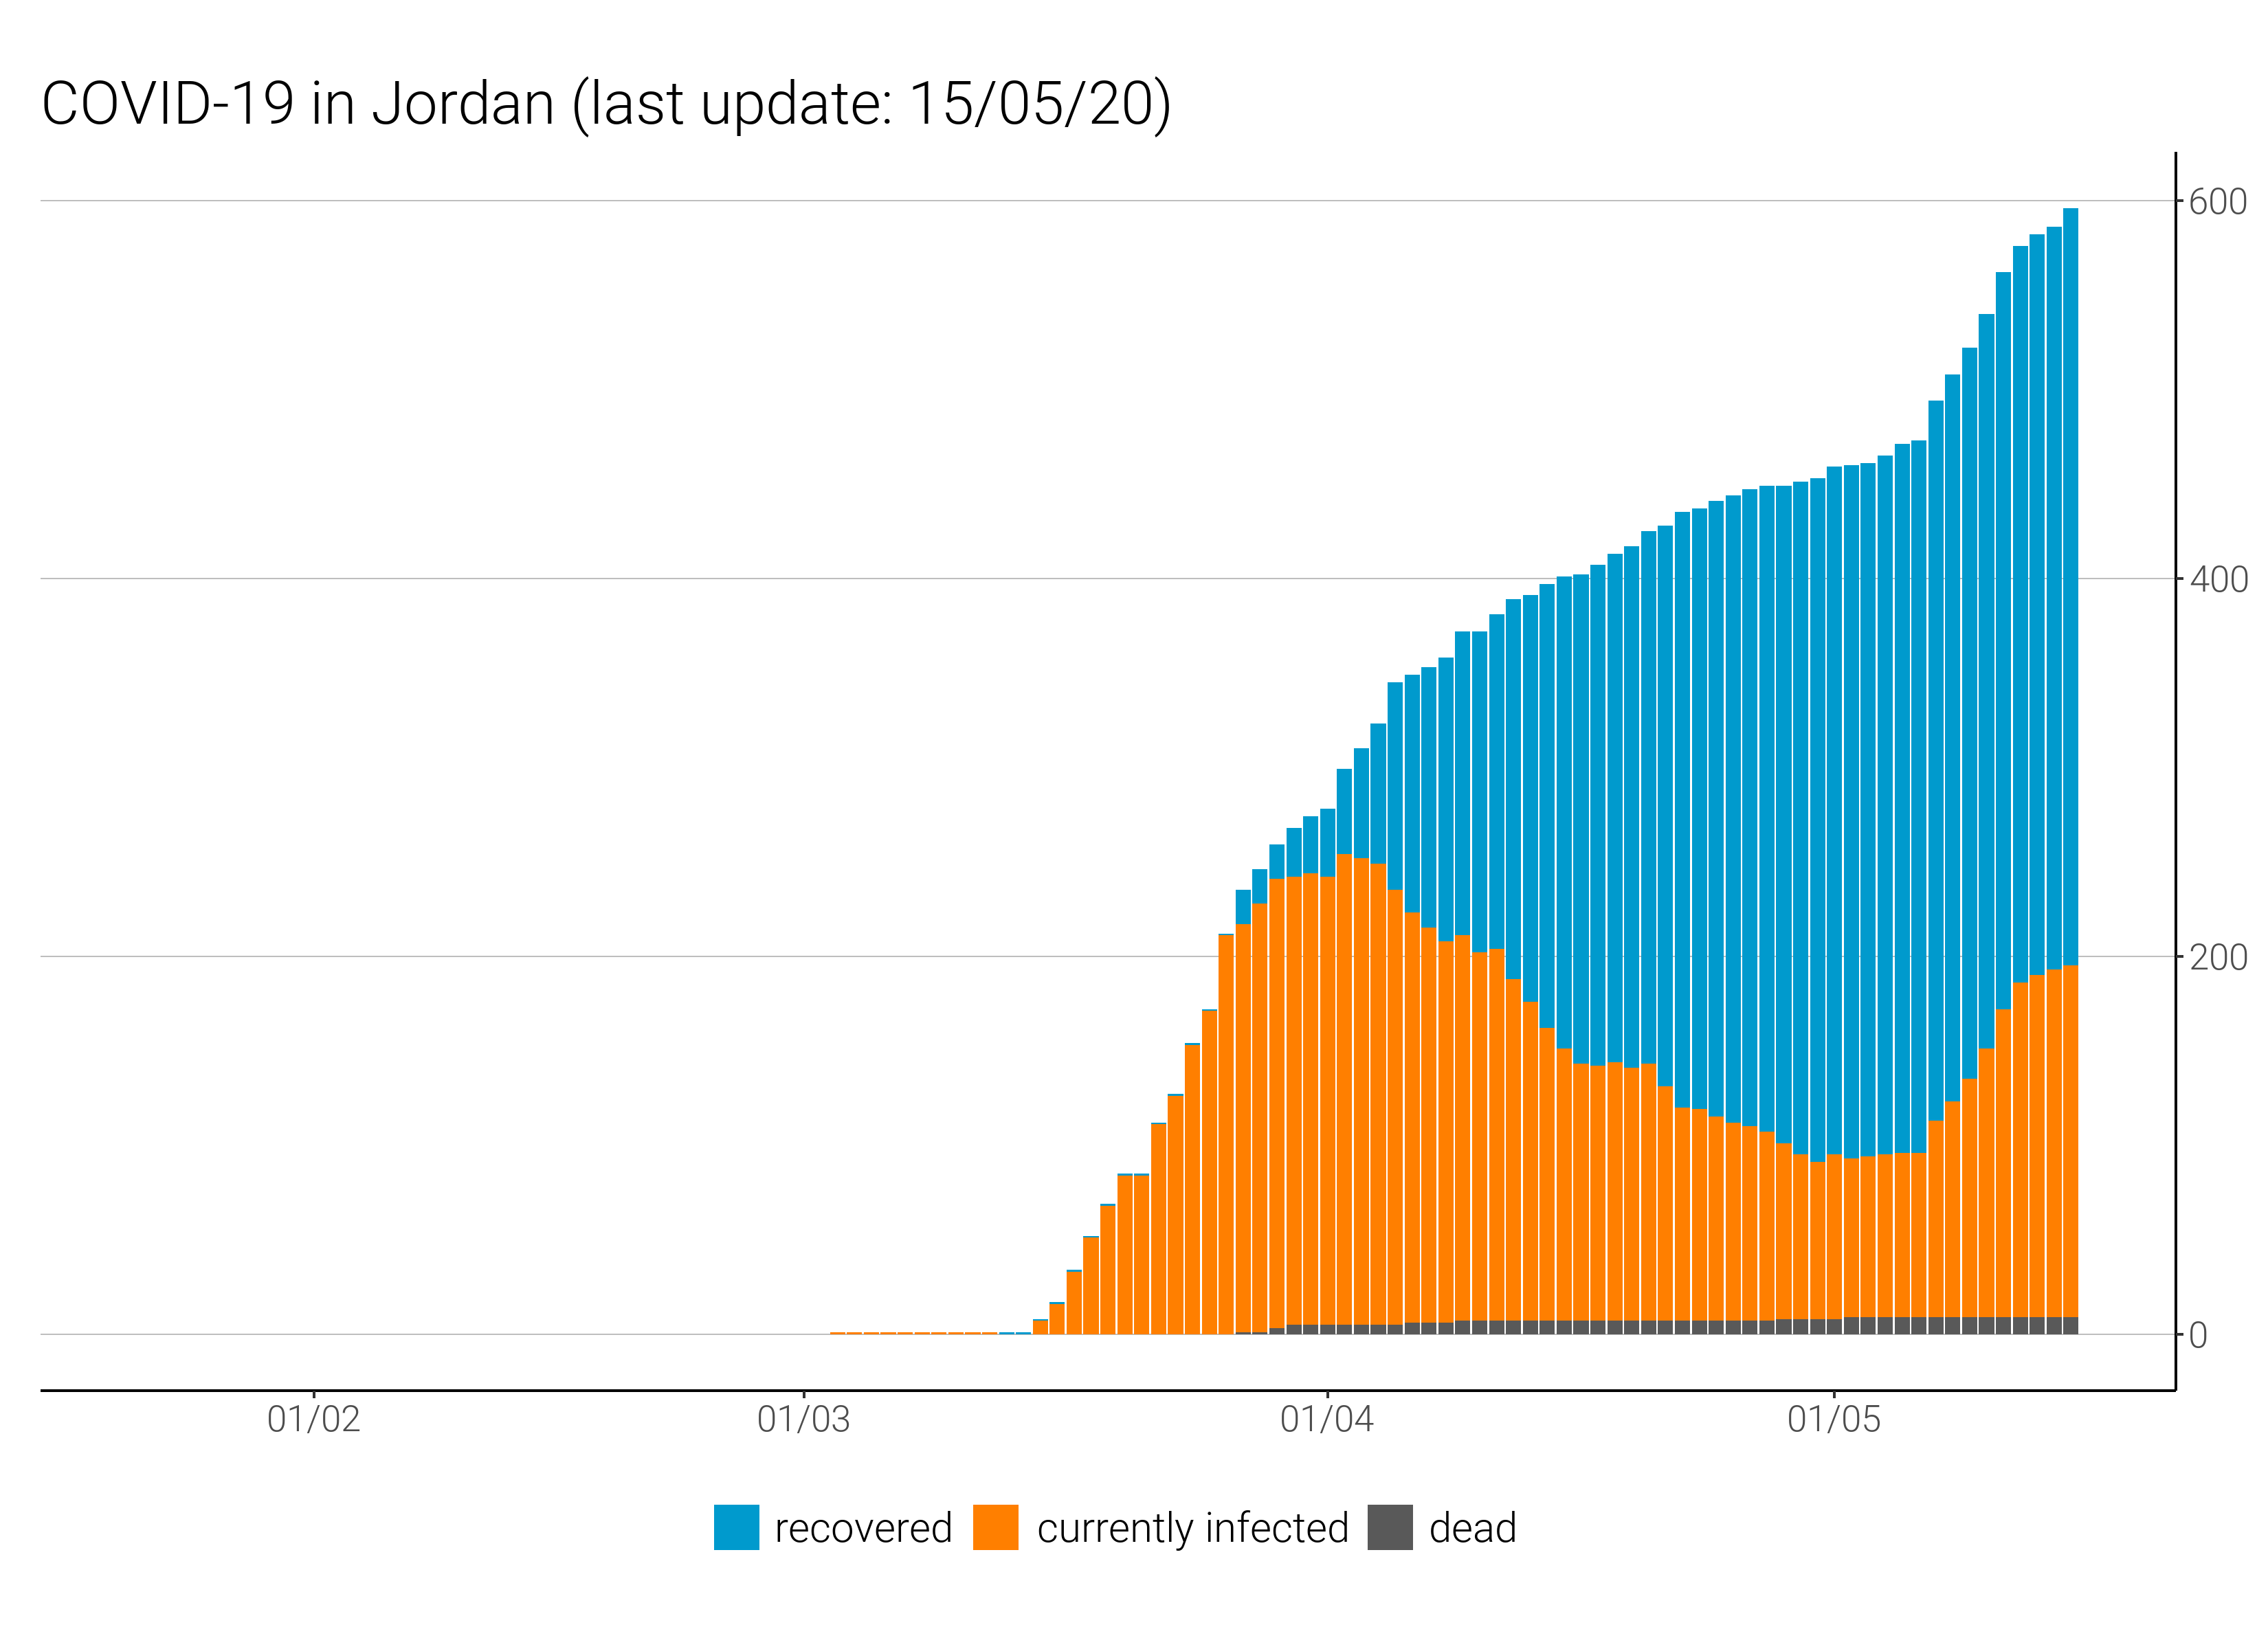 COVID-19 in Jordan (last update: 15/05/20)
600
400
200
0
01/02 01/03 01/04 01/05
recovered currently infected dead